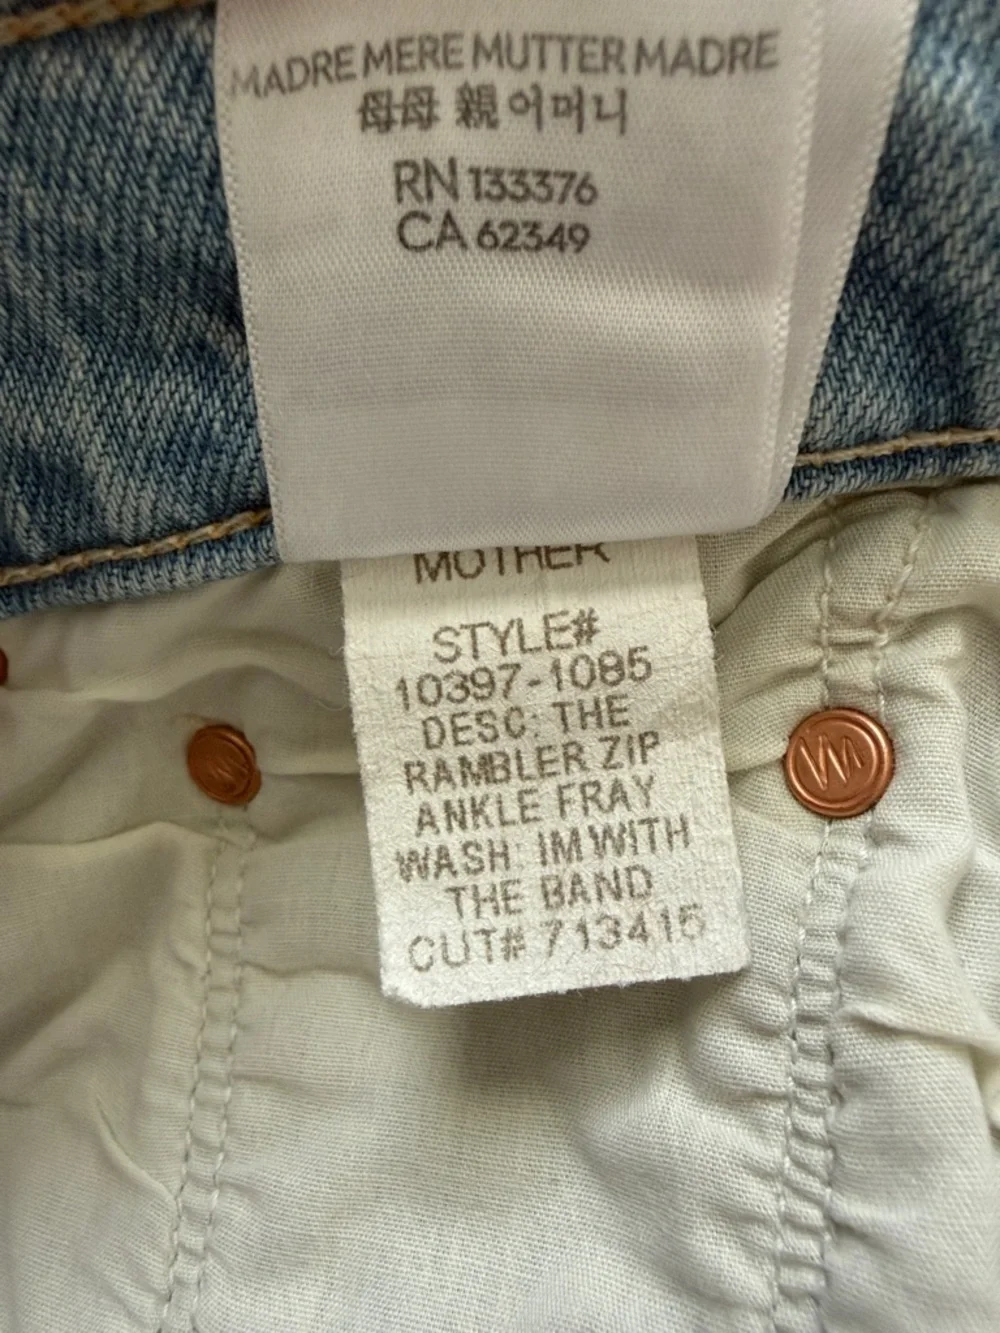 MADRE MERE MUTTER MADRE
母母 親 어머니
RN 133376
CA 62349
MOTHER
STYLE#
10397-1085
DESC: THE
RAMBLER ZIP
ANKLE FRAY
WASH: IM WITH
THE BAND
CUT# 713415